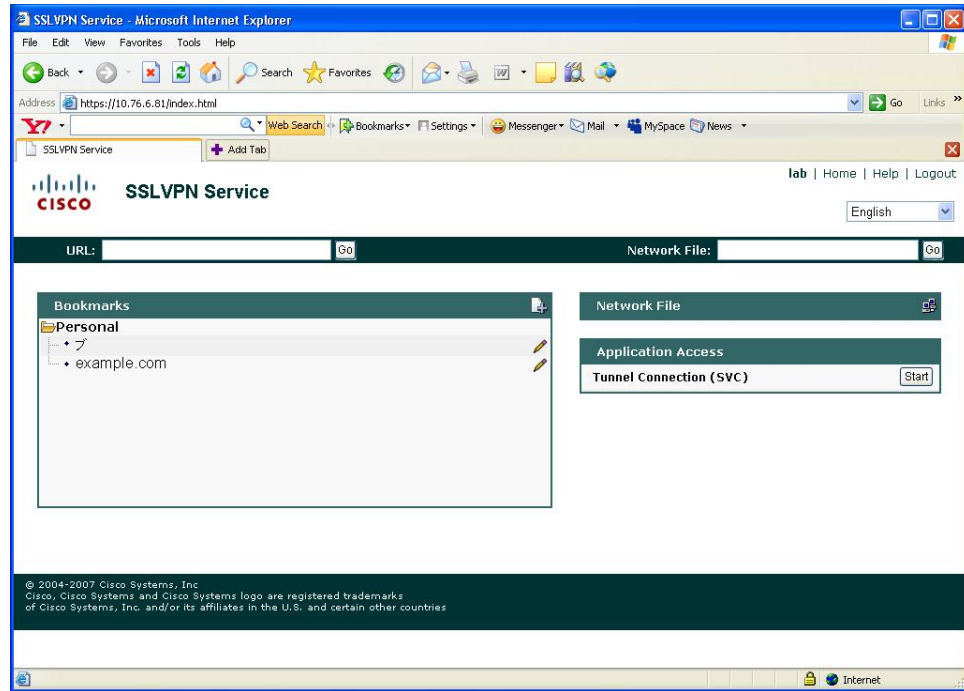 SSLVPN Service - Microsoft Internet Explorer
File Edit View Favorites Tools Help
Back Search Favorites
Address https://10.76.6.81/index.html Go Links »
Y! Web Search Bookmarks Settings Messenger Mail MySpace News
SSLVPN Service Add Tab
lab | Home | Help | Logout
CISCO SSLVPN Service
English
URL: Go Network File: Go
Bookmarks
Personal
ブ
example.com
Network File
Application Access
Tunnel Connection (SVC) Start
© 2004-2007 Cisco Systems, Inc
Cisco, Cisco Systems and Cisco Systems logo are registered trademarks
of Cisco Systems, Inc. and/or its affiliates in the U.S. and certain other countries
Internet